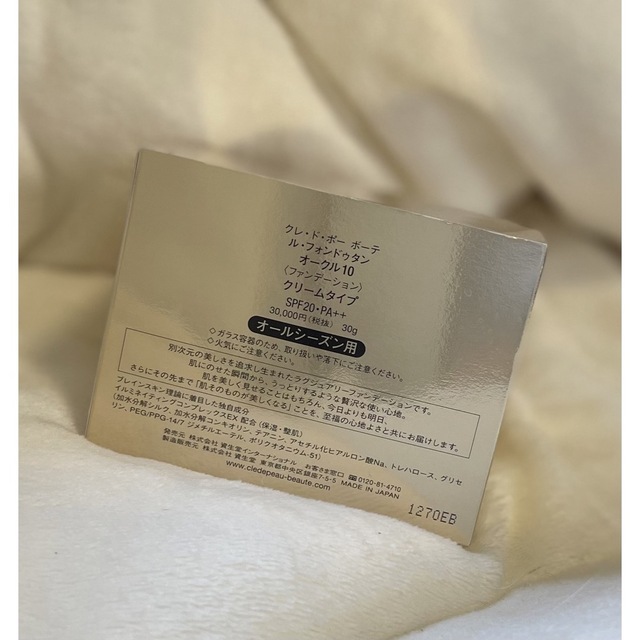 クレ・ド・ポー ボーテ
ル・フォンドゥタン
オークル10
(ファンデーション)
クリームタイプ
SPF20・PA++
30,000円(税抜) 30g
オールシーズン用
◇ガラス容器のため、取り扱いや落下にご注意ください。
◇火気にご注意ください。
別次元の美しさを追求し生まれたラグジュアリーファンデーションです。
肌にのせた瞬間から、うっとりするような贅沢な使い心地。
肌を美しく見せることはもちろん、今日よりも明日、
さらにその先まで「肌そのものが美しくなる」ことを、至福の心地よさと共にお届けします。
ブレインスキン理論に着目した独自成分
イルミネイティングコンプレックスEX 配合(保湿・整肌)
(加水分解シルク、加水分解コンキオリン、テアニン、アセチル化ヒアルロン酸Na、トレハロース、グリセ
リン、PEG/PPG-14/7 ジメチルエーテル、ポリクオタニウム-51)
発売元 株式会社 資生堂インターナショナル お客さま窓口 0120-81-4710
製造販売元 株式会社 資生堂 東京都中央区銀座7-5-5 MADE IN JAPAN
www.cledepeau-beaute.com
1270EB